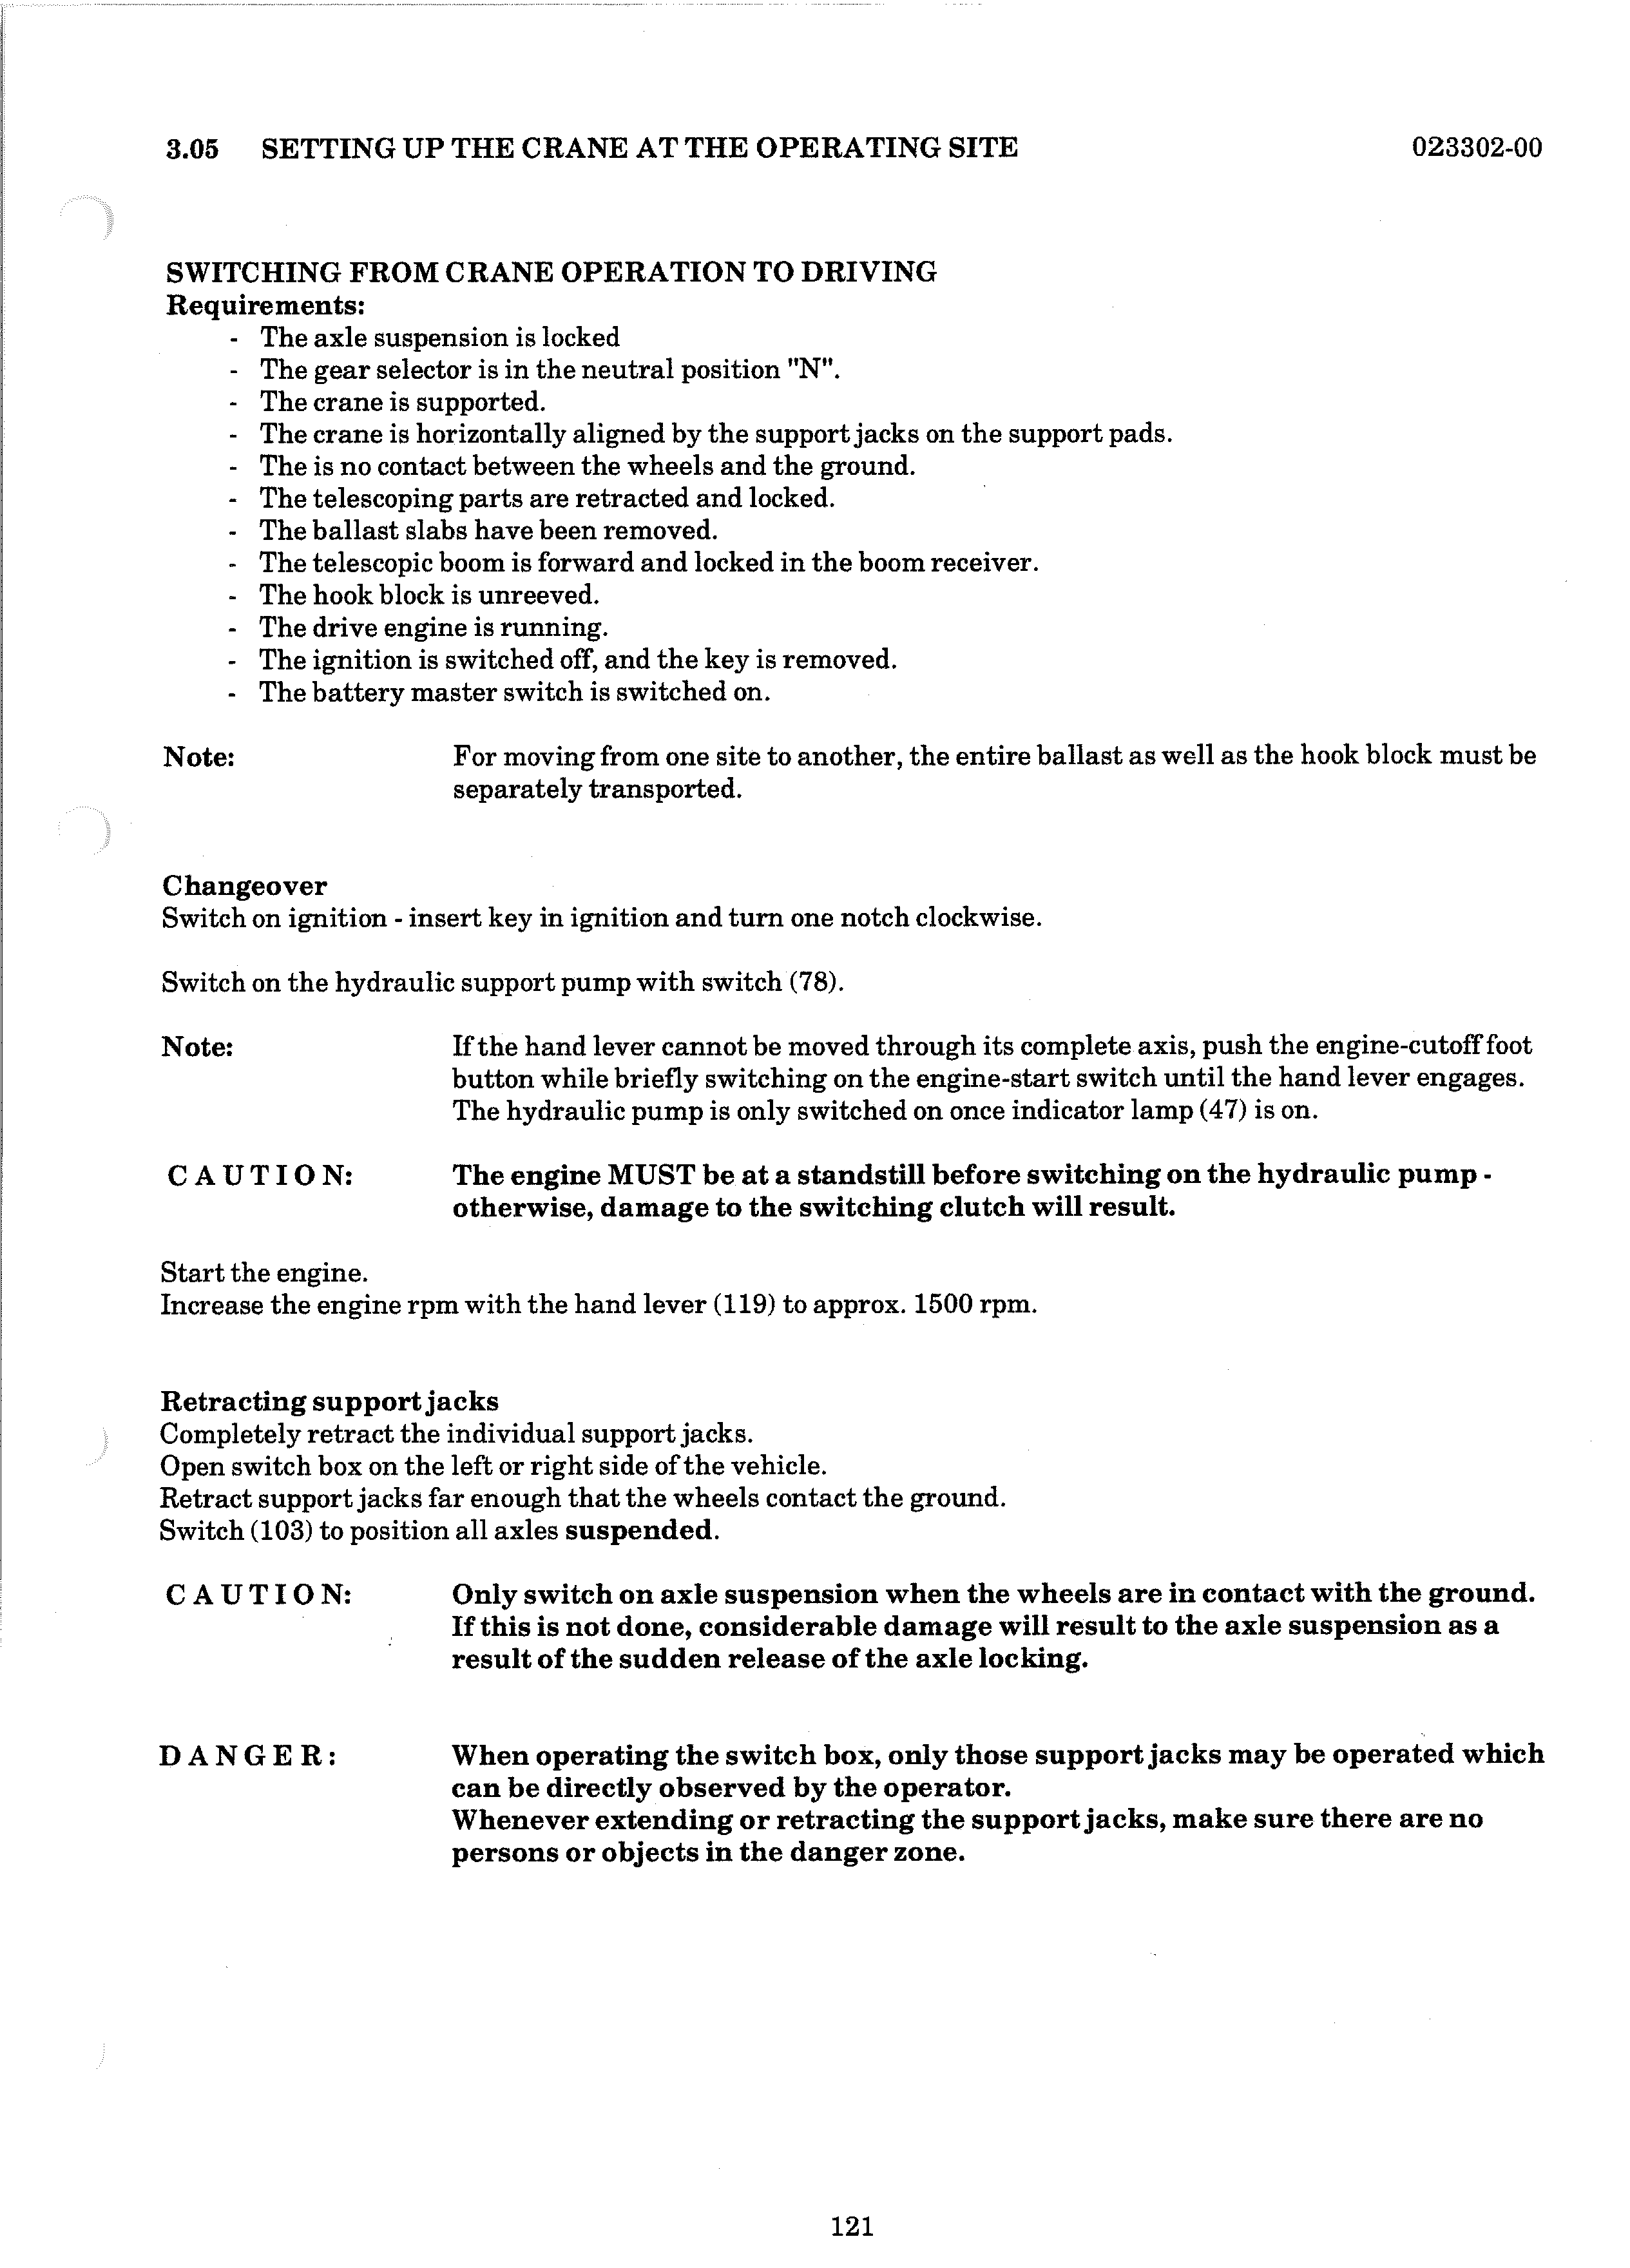 3.05 SETTING UP THE CRANE AT THE OPERATING SITE 023302-00
SWITCHING FROM CRANE OPERATION TO DRIVING
Requirements:
- The axle suspension is locked
- The gear selector is in the neutral position "N".
- The crane is supported.
- The crane is horizontally aligned by the support jacks on the support pads.
- The is no contact between the wheels and the ground.
- The telescoping parts are retracted and locked.
- The ballast slabs have been removed.
- The telescopic boom is forward and locked in the boom receiver.
- The hook block is unreeved.
- The drive engine is running.
- The ignition is switched off, and the key is removed.
- The battery master switch is switched on.
Note: For moving from one site to another, the entire ballast as well as the hook block must be
separately transported.
Changeover
Switch on ignition - insert key in ignition and turn one notch clockwise.
Switch on the hydraulic support pump with switch (78).
Note: If the hand lever cannot be moved through its complete axis, push the engine-cutoff foot
button while briefly switching on the engine-start switch until the hand lever engages.
The hydraulic pump is only switched on once indicator lamp (47) is on.
CAUTION: The engine MUST be at a standstill before switching on the hydraulic pump -
otherwise, damage to the switching clutch will result.
Start the engine.
Increase the engine rpm with the hand lever (119) to approx. 1500 rpm.
Retracting support jacks
Completely retract the individual support jacks.
Open switch box on the left or right side of the vehicle.
Retract support jacks far enough that the wheels contact the ground.
Switch (103) to position all axles suspended.
CAUTION: Only switch on axle suspension when the wheels are in contact with the ground.
If this is not done, considerable damage will result to the axle suspension as a
result of the sudden release of the axle locking.
DANGER: When operating the switch box, only those support jacks may be operated which
can be directly observed by the operator.
Whenever extending or retracting the support jacks, make sure there are no
persons or objects in the danger zone.
121